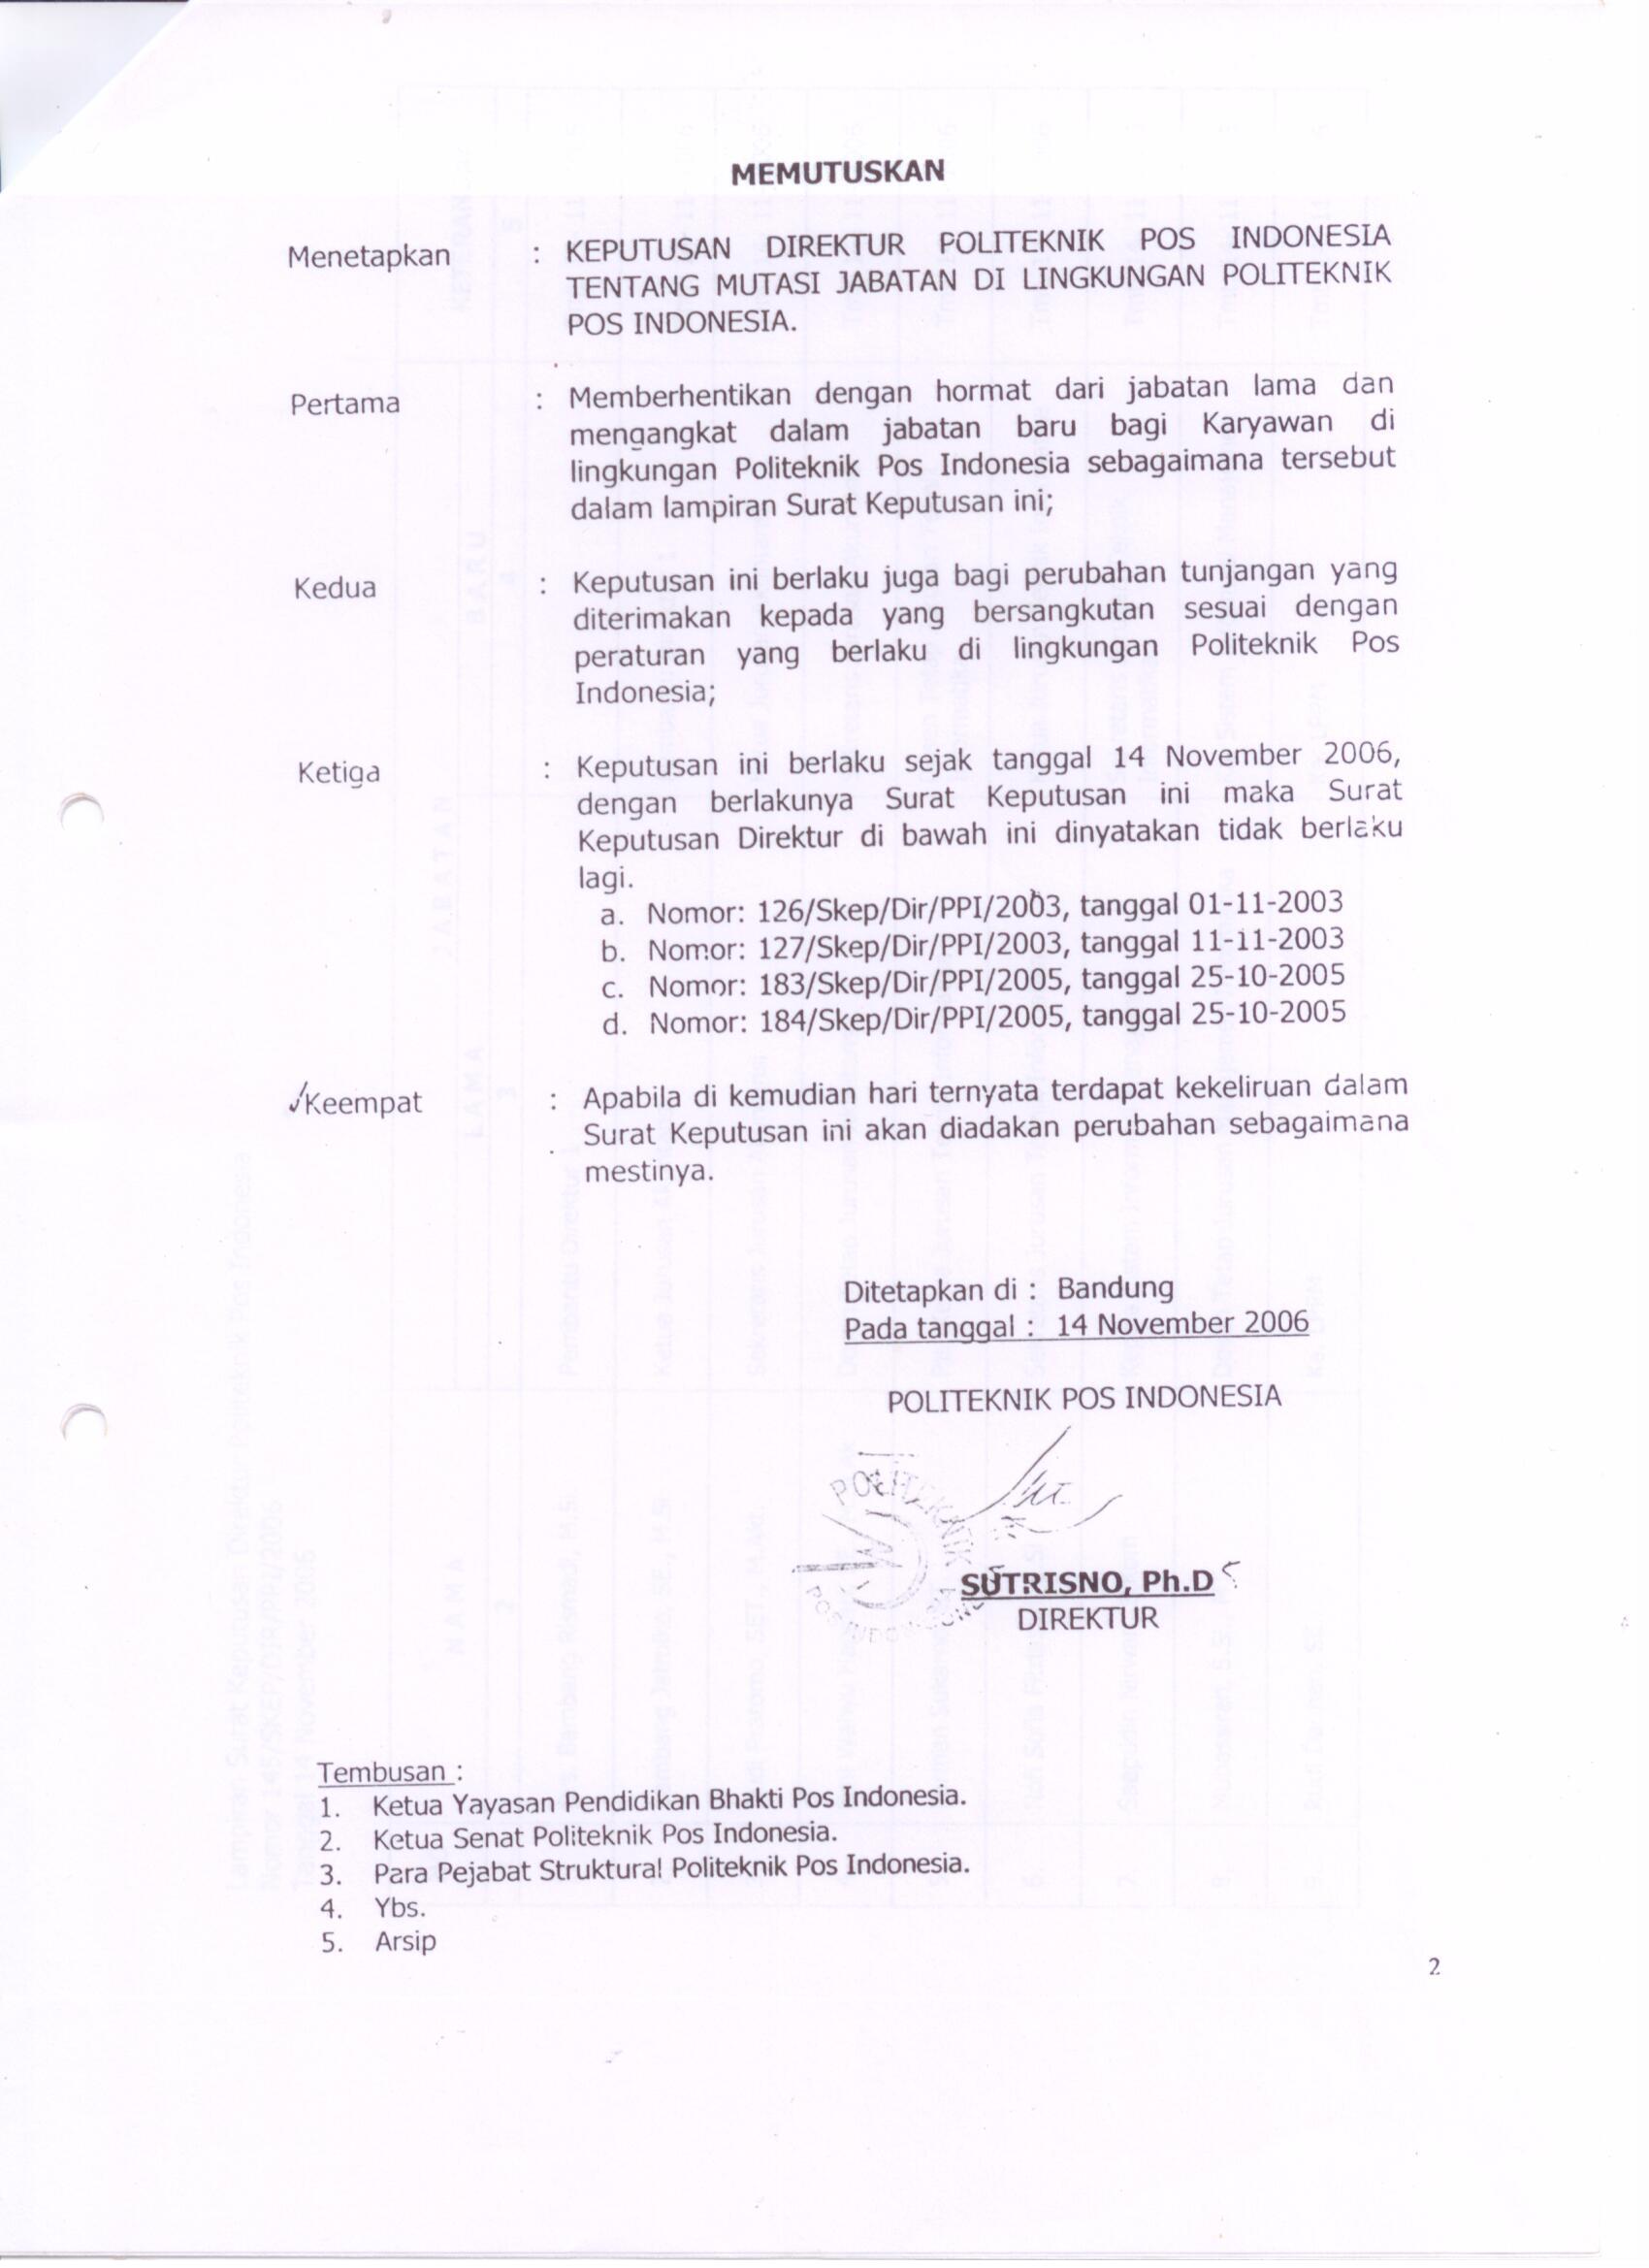 MEMUTUSKAN
Menetapkan : KEPUTUSAN DIREKTUR POLITEKNIK POS INDONESIA
TENTANG MUTASI JABATAN DI LINGKUNGAN POLITEKNIK
POS INDONESIA.
Pertama : Memberhentikan dengan hormat dari jabatan lama dan
mengangkat dalam jabatan baru bagi Karyawan di
lingkungan Politeknik Pos Indonesia sebagaimana tersebut
dalam lampiran Surat Keputusan ini;
Kedua : Keputusan ini berlaku juga bagi perubahan tunjangan yang
diterimakan kepada yang bersangkutan sesuai dengan
peraturan yang berlaku di lingkungan Politeknik Pos
Indonesia;
Ketiga : Keputusan ini berlaku sejak tanggal 14 November 2006,
dengan berlakunya Surat Keputusan ini maka Surat
Keputusan Direktur di bawah ini dinyatakan tidak berlaku
lagi.
a. Nomor: 126/Skep/Dir/PPI/2003, tanggal 01-11-2003
b. Nomor: 127/Skep/Dir/PPI/2003, tanggal 11-11-2003
c. Nomor: 183/Skep/Dir/PPI/2005, tanggal 25-10-2005
d. Nomor: 184/Skep/Dir/PPI/2005, tanggal 25-10-2005
Keempat : Apabila di kemudian hari ternyata terdapat kekeliruan dalam
Surat Keputusan ini akan diadakan perubahan sebagaimana
mestinya.
Ditetapkan di : Bandung
Pada tanggal : 14 November 2006
POLITEKNIK POS INDONESIA
POLITEKNIK
SUTRISNO, Ph.D
DIREKTUR
Tembusan :
1. Ketua Yayasan Pendidikan Bhakti Pos Indonesia.
2. Ketua Senat Politeknik Pos Indonesia.
3. Para Pejabat Struktural Politeknik Pos Indonesia.
4. Ybs.
5. Arsip
2